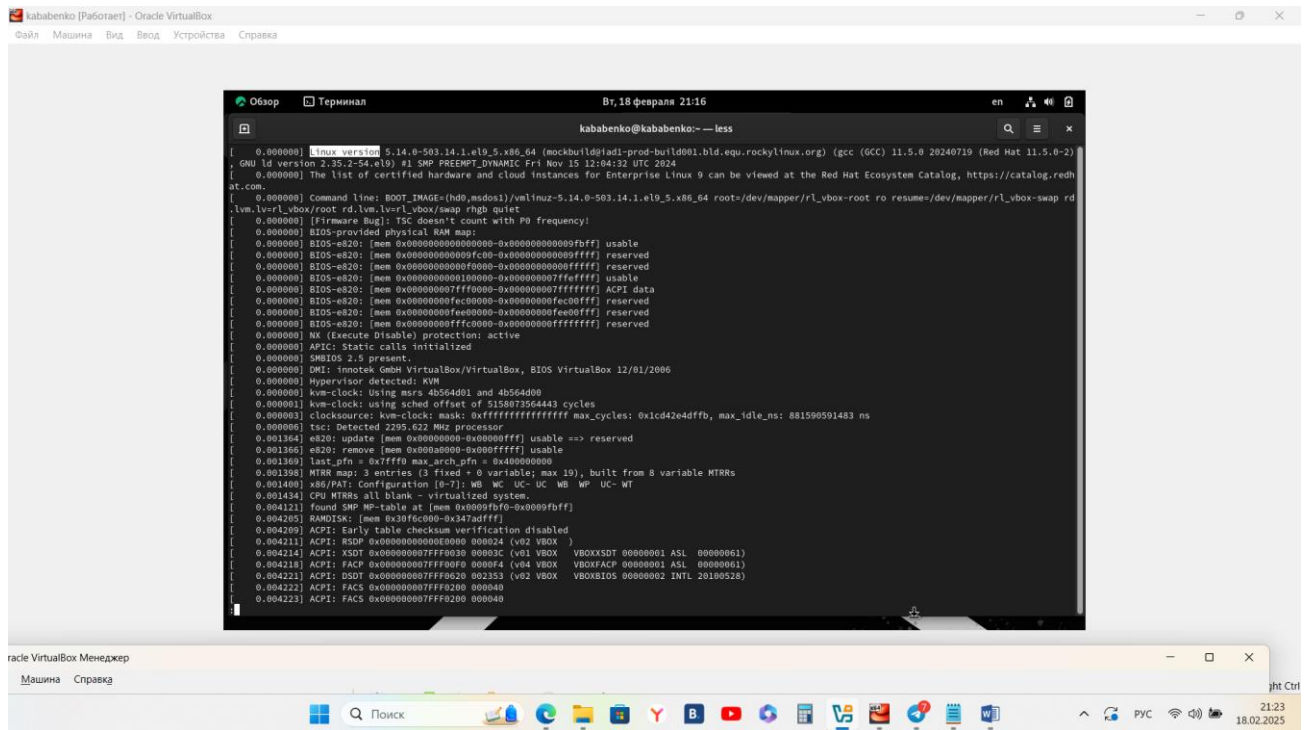 kababenko [Работает] - Oracle VirtualBox
Файл Машина Вид Ввод Устройства Справка
Обзор Терминал Вт, 18 февраля 21:16 en
kababenko@kababenko:~ — less
[ 0.000000] Linux version 5.14.0-503.14.1.el9_5.x86_64 (mockbuild@iad1-prod-build001.bld.equ.rockylinux.org) (gcc (GCC) 11.5.0 20240719 (Red Hat 11.5.0-2)
, GNU ld version 2.35.2-54.el9) #1 SMP PREEMPT_DYNAMIC Fri Nov 15 12:04:32 UTC 2024
[ 0.000000] The list of certified hardware and cloud instances for Enterprise Linux 9 can be viewed at the Red Hat Ecosystem Catalog, https://catalog.redh
at.com.
[ 0.000000] Command line: BOOT_IMAGE=(hd0,msdos1)/vmlinuz-5.14.0-503.14.1.el9_5.x86_64 root=/dev/mapper/rl_vbox-root ro resume=/dev/mapper/rl_vbox-swap rd
.lvm.lv=rl_vbox/root rd.lvm.lv=rl_vbox/swap rhgb quiet
[ 0.000000] [Firmware Bug]: TSC doesn't count with P0 frequency!
[ 0.000000] BIOS-provided physical RAM map:
[ 0.000000] BIOS-e820: [mem 0x0000000000000000-0x000000000009fbff] usable
[ 0.000000] BIOS-e820: [mem 0x000000000009fc00-0x000000000009ffff] reserved
[ 0.000000] BIOS-e820: [mem 0x00000000000f0000-0x00000000000fffff] reserved
[ 0.000000] BIOS-e820: [mem 0x0000000000100000-0x000000007ffeffff] usable
[ 0.000000] BIOS-e820: [mem 0x000000007fff0000-0x000000007fffffff] ACPI data
[ 0.000000] BIOS-e820: [mem 0x00000000fec00000-0x00000000fec00fff] reserved
[ 0.000000] BIOS-e820: [mem 0x00000000fee00000-0x00000000fee00fff] reserved
[ 0.000000] BIOS-e820: [mem 0x00000000fffc0000-0x00000000ffffffff] reserved
[ 0.000000] NX (Execute Disable) protection: active
[ 0.000000] APIC: Static calls initialized
[ 0.000000] SMBIOS 2.5 present.
[ 0.000000] DMI: innotek GmbH VirtualBox/VirtualBox, BIOS VirtualBox 12/01/2006
[ 0.000000] Hypervisor detected: KVM
[ 0.000000] kvm-clock: Using msrs 4b564d01 and 4b564d00
[ 0.000001] kvm-clock: using sched offset of 5158073564443 cycles
[ 0.000003] clocksource: kvm-clock: mask: 0xffffffffffffffff max_cycles: 0x1cd42e4dffb, max_idle_ns: 881590591483 ns
[ 0.000006] tsc: Detected 2295.622 MHz processor
[ 0.001364] e820: update [mem 0x00000000-0x00000fff] usable ==> reserved
[ 0.001366] e820: remove [mem 0x000a0000-0x000fffff] usable
[ 0.001369] last_pfn = 0x7fff0 max_arch_pfn = 0x400000000
[ 0.001398] MTRR map: 3 entries (3 fixed + 0 variable; max 19), built from 8 variable MTRRs
[ 0.001400] x86/PAT: Configuration [0-7]: WB WC UC- UC WB WP UC- WT
[ 0.001434] CPU MTRRs all blank - virtualized system.
[ 0.004121] found SMP MP-table at [mem 0x0009fbf0-0x0009fbff]
[ 0.004205] RAMDISK: [mem 0x30f6c000-0x347adfff]
[ 0.004209] ACPI: Early table checksum verification disabled
[ 0.004211] ACPI: RSDP 0x00000000000E0000 000024 (v02 VBOX )
[ 0.004214] ACPI: XSDT 0x000000007FFF0030 00003C (v01 VBOX VBOXXSDT 00000001 ASL 00000061)
[ 0.004218] ACPI: FACP 0x000000007FFF00F0 0000F4 (v04 VBOX VBOXFACP 00000001 ASL 00000061)
[ 0.004221] ACPI: DSDT 0x000000007FFF0620 002353 (v02 VBOX VBOXBIOS 00000002 INTL 20100528)
[ 0.004222] ACPI: FACS 0x000000007FFF0200 000040
[ 0.004223] ACPI: FACS 0x000000007FFF0200 000040
:
racle VirtualBox Менеджер
Машина Справка
ght Ctrl
Поиск
РУС
21:23
18.02.2025